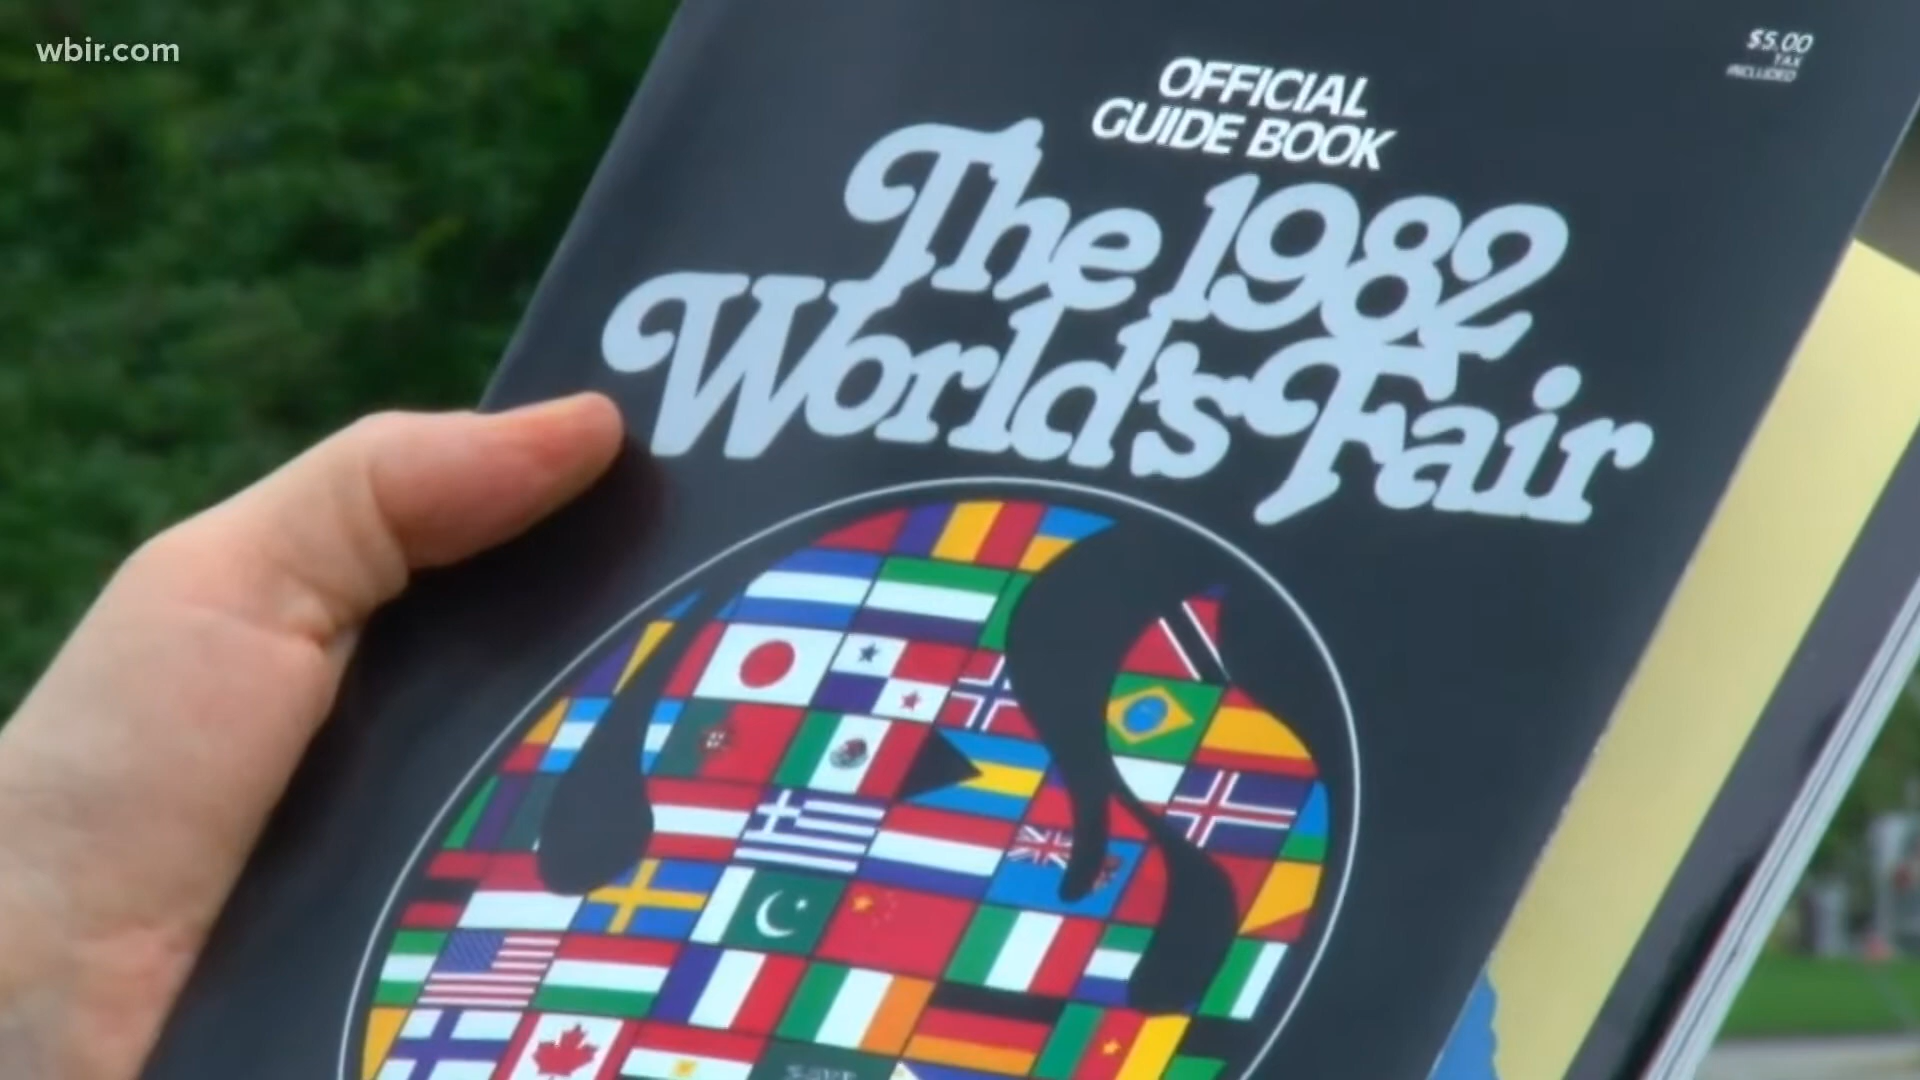 wbir.com
$5.00
TAX
INCLUDED
OFFICIAL
GUIDE BOOK
The 1982
World's Fair